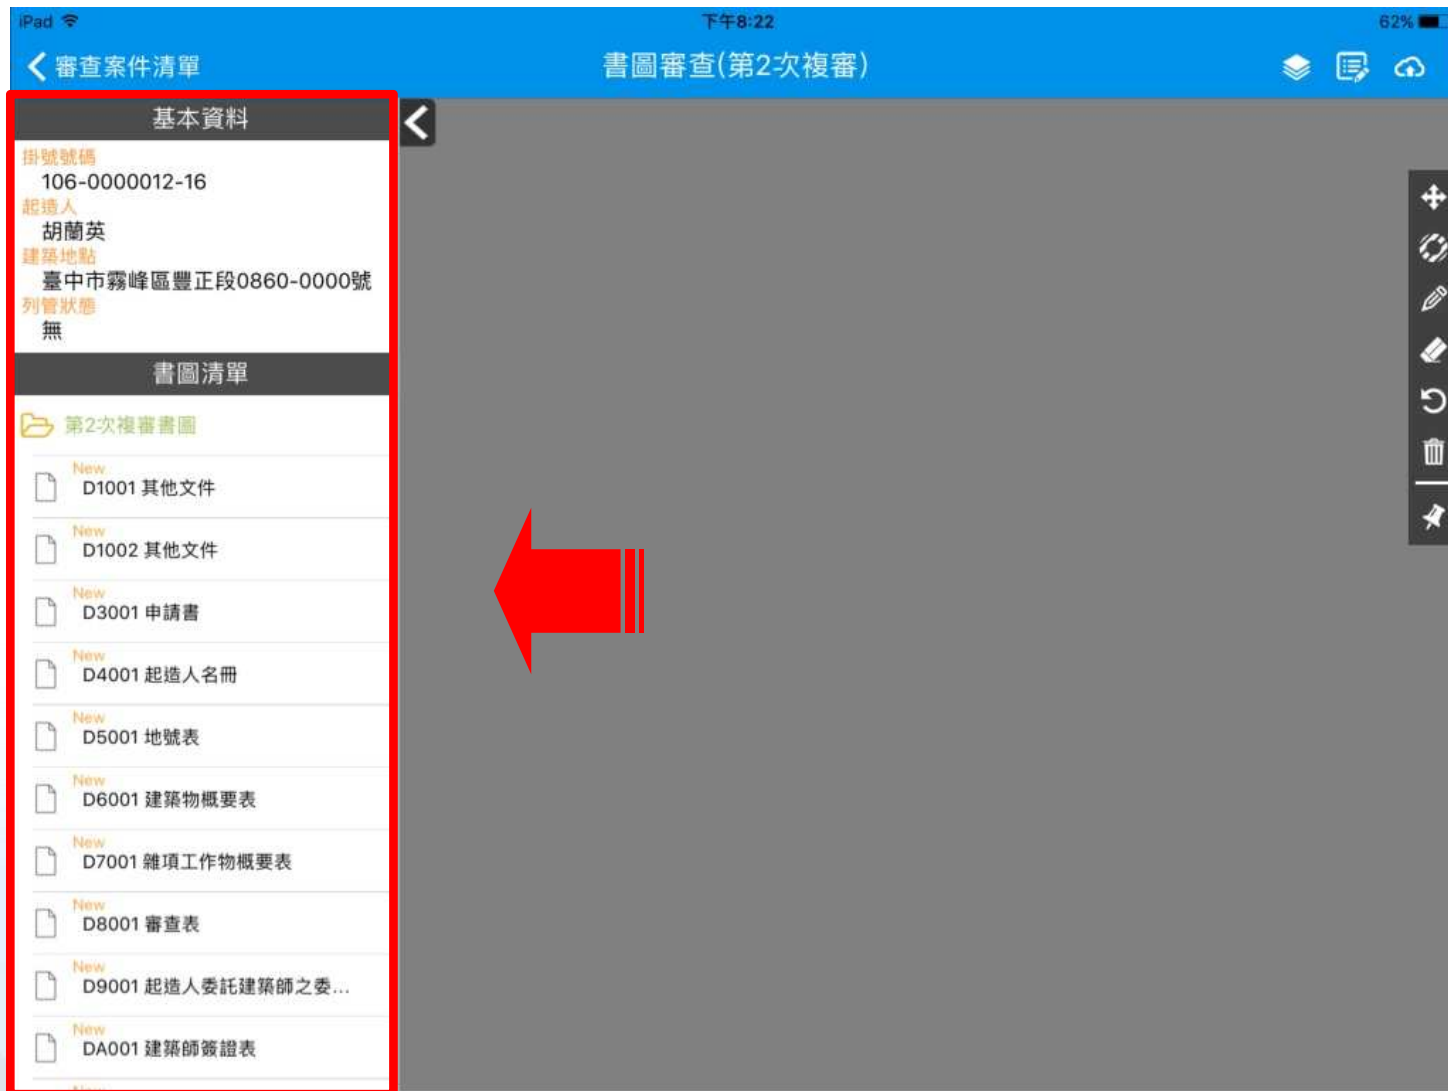 iPad 下午8:22 62%
審查案件清單 書圖審查(第2次複審)
基本資料
掛號號碼
106-0000012-16
起造人
胡蘭英
建築地點
臺中市霧峰區豐正段0860-0000號
列管狀態
無
書圖清單
第2次複審書圖
New
D1001 其他文件
New
D1002 其他文件
New
D3001 申請書
New
D4001 起造人名冊
New
D5001 地號表
New
D6001 建築物概要表
New
D7001 雜項工作物概要表
New
D8001 審查表
New
D9001 起造人委託建築師之委...
New
DA001 建築師簽證表
New